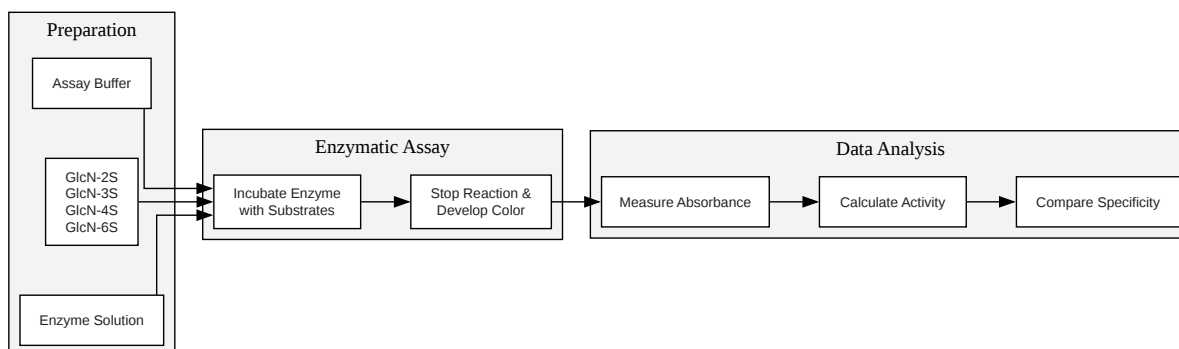 Preparation
Assay Buffer
GlcN-2S
GlcN-3S
GlcN-4S
GlcN-6S
Enzyme Solution
Enzymatic Assay
Incubate Enzyme
with Substrates
Stop Reaction &
Develop Color
Data Analysis
Measure Absorbance
Calculate Activity
Compare Specificity